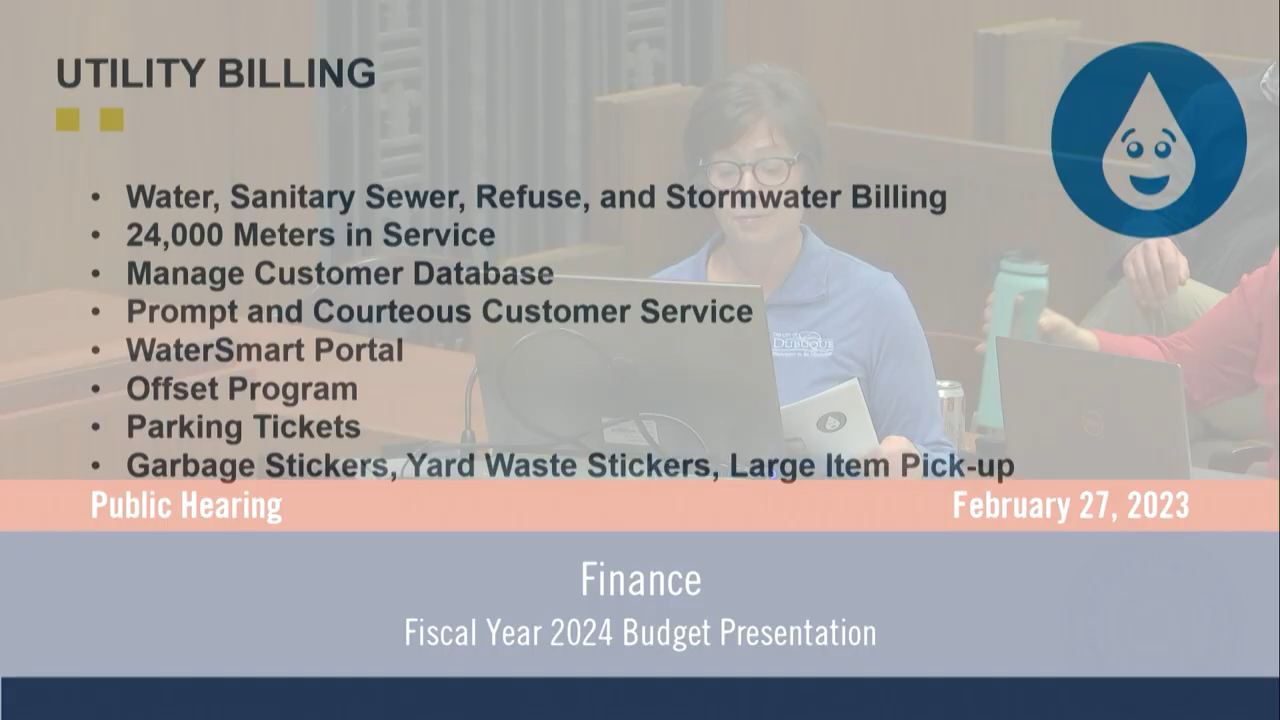 UTILITY BILLING
• Water, Sanitary Sewer, Refuse, and Stormwater Billing
• 24,000 Meters in Service
• Manage Customer Database
• Prompt and Courteous Customer Service
• WaterSmart Portal
• Offset Program
DUBUQUE
• Parking Tickets
• Garbage Stickers, Yard Waste Stickers, Large Item Pick-up
Public Hearing
February 27, 2023
Finance
Fiscal Year 2024 Budget Presentation